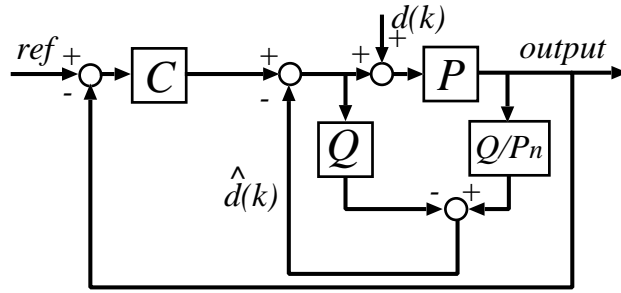 d(k)
ref
+
-
C
+
-
+
+
P
output
Q
Q/Pn
^
d(k)
-
+